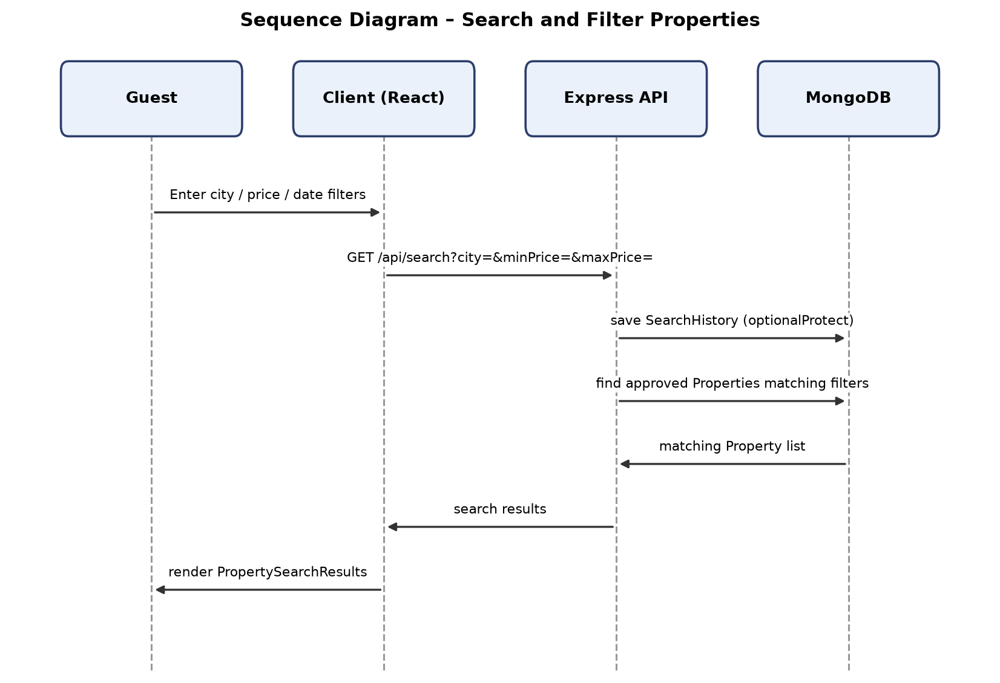 Sequence Diagram – Search and Filter Properties
Guest
Client (React)
Express API
MongoDB
Enter city / price / date filters
GET /api/search?city=&minPrice=&maxPrice=
save SearchHistory (optionalProtect)
find approved Properties matching filters
matching Property list
search results
render PropertySearchResults